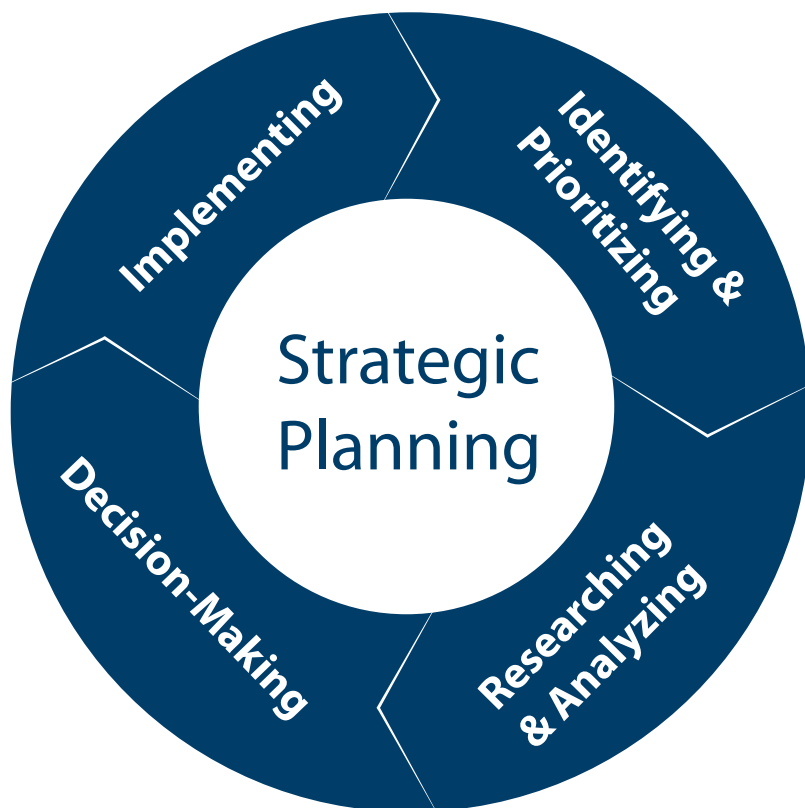 Strategic
Planning
Identifying &
Prioritizing
Researching
& Analyzing
Decision-Making
Implementing